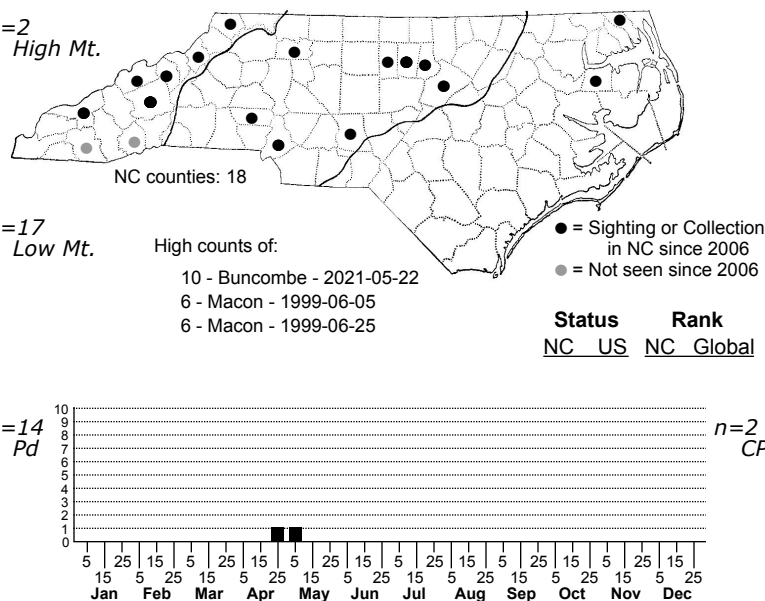 =2
High Mt.
NC counties: 18
=17
Low Mt.
High counts of:
10 - Buncombe - 2021-05-22
6 - Macon - 1999-06-05
6 - Macon - 1999-06-25
● = Sighting or Collection
in NC since 2006
● = Not seen since 2006
Status Rank
NC US NC Global
=14
Pd
n=2
CP
10
9
8
7
6
5
4
3
2
1
0
5 25 15 5 25 15 5 25 15 5 25 15 5 25 15 5 25 15
15 5 25 15 5 25 15 5 25 15 5 25 15 5 25 15 5 25
Jan Feb Mar Apr May Jun Jul Aug Sep Oct Nov Dec